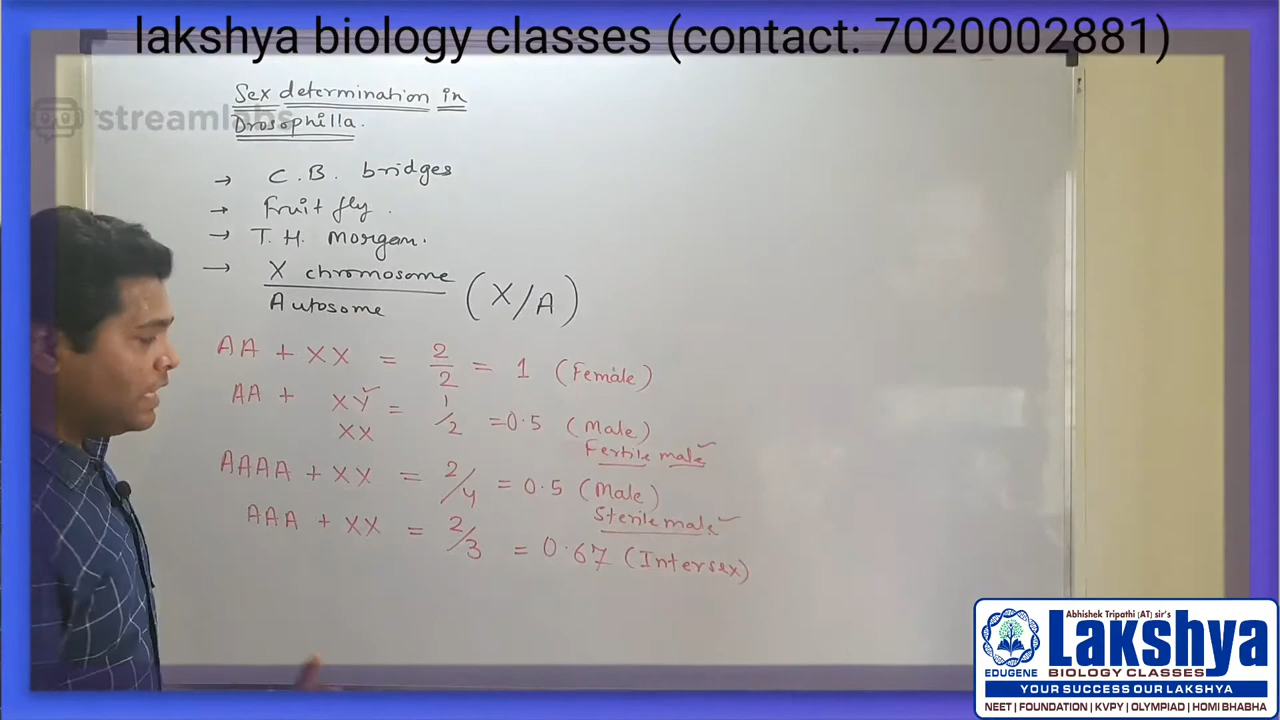 lakshya biology classes (contact: 7020002881)
streamlabs
Sex determination in
Drosophilla.
→ C.B. bridges
→ Fruit fly.
→ T.H. Morgan.
→ X chromosome
Autosome
(X/A)
AA + XX = 2/2 = 1 (Female)
AA + XY✓ = 1/2 = 0.5 (Male)
XX
Fertile male✓
AAAA + XX = 2/4 = 0.5 (Male)
Sterile male✓
AAA + XX = 2/3 = 0.67 (Intersex)
Abhishek Tripathi (AT) sir's
Lakshya
EDUGENE BIOLOGY CLASSES
YOUR SUCCESS OUR LAKSHYA
NEET | FOUNDATION | KVPY | OLYMPIAD | HOMI BHABHA